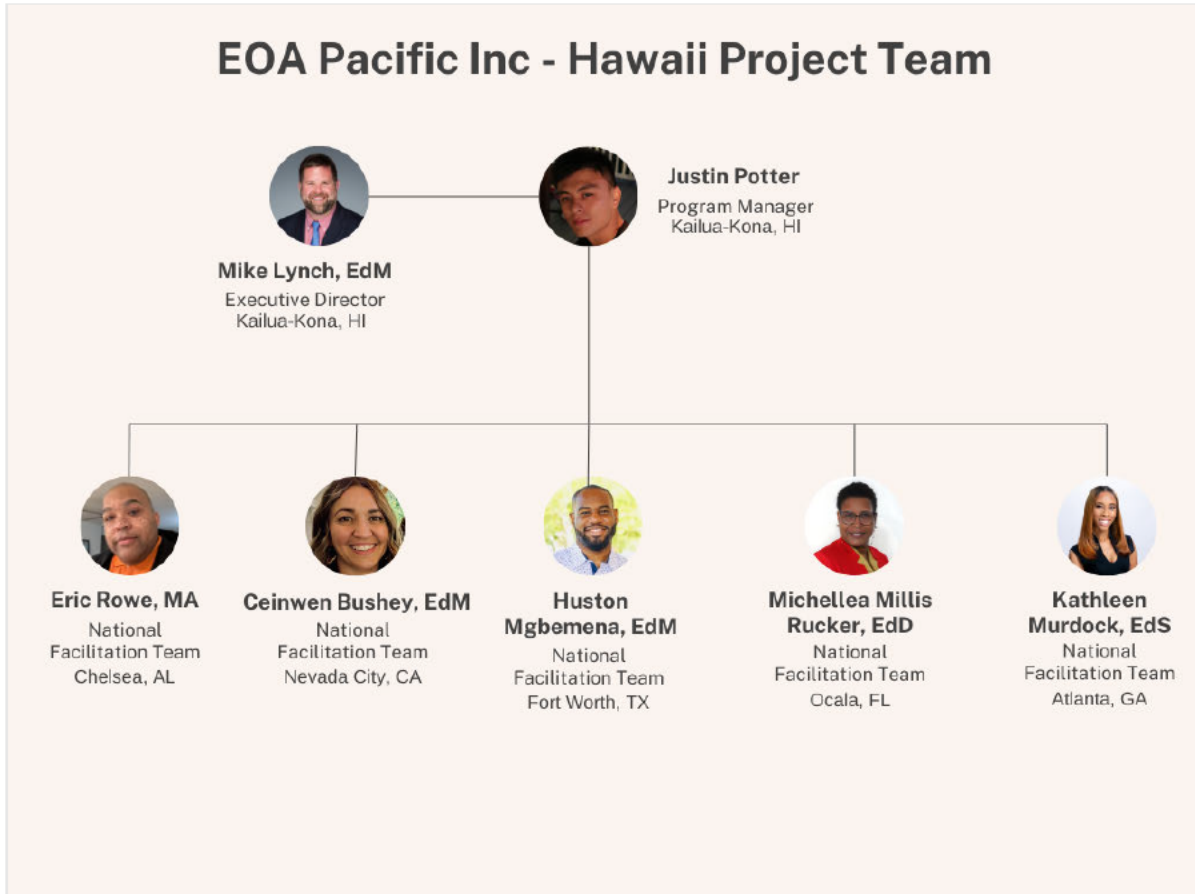 EOA Pacific Inc - Hawaii Project Team
Justin Potter
Program Manager
Kailua-Kona, HI
Mike Lynch, EdM
Executive Director
Kailua-Kona, HI
Eric Rowe, MA
National
Facilitation Team
Chelsea, AL
Ceinwen Bushey, EdM
National
Facilitation Team
Nevada City, CA
Huston
Mgbemena, EdM
National
Facilitation Team
Fort Worth, TX
Michellea Millis
Rucker, EdD
National
Facilitation Team
Ocala, FL
Kathleen
Murdock, EdS
National
Facilitation Team
Atlanta, GA